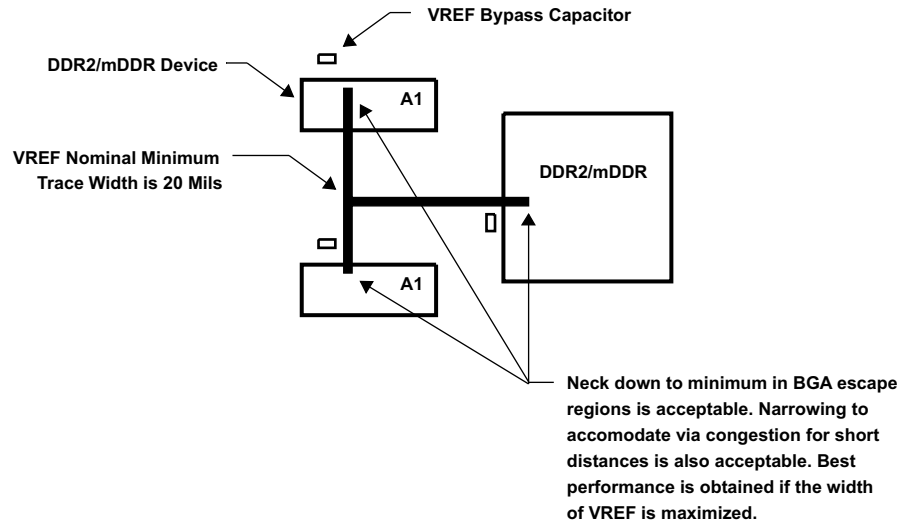 VREF Bypass Capacitor
DDR2/mDDR Device
A1
VREF Nominal Minimum
Trace Width is 20 Mils
DDR2/mDDR
A1
Neck down to minimum in BGA escape
regions is acceptable. Narrowing to
accomodate via congestion for short
distances is also acceptable. Best
performance is obtained if the width
of VREF is maximized.